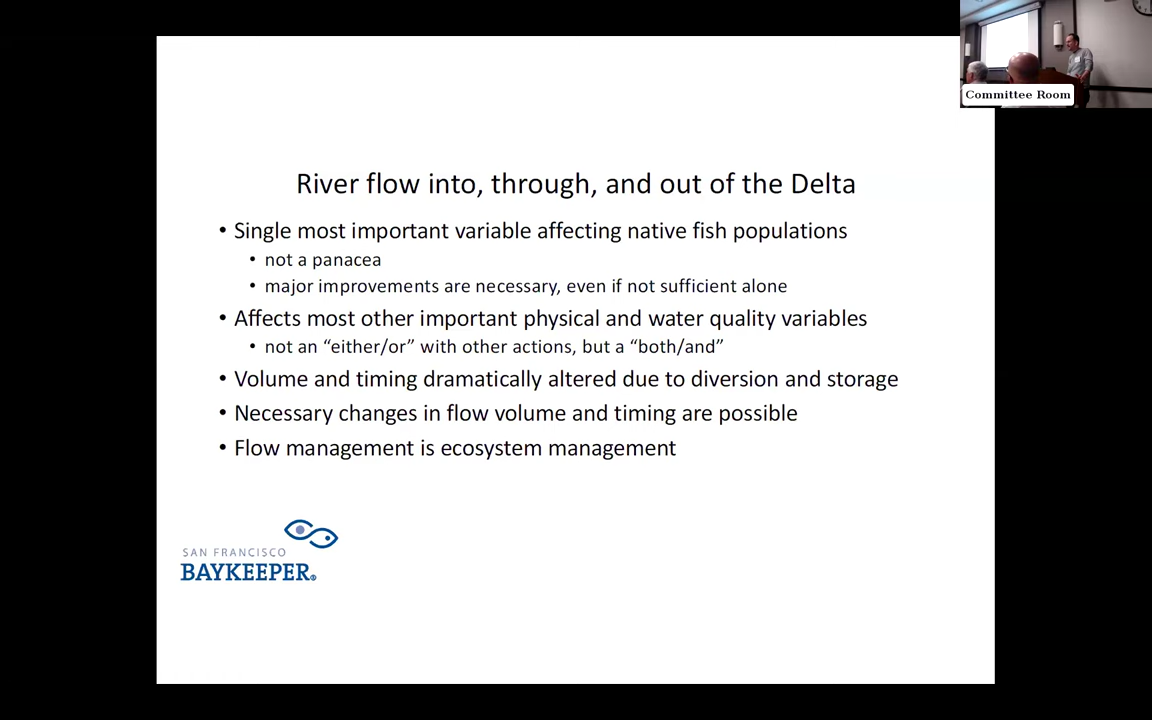 Committee Room
River flow into, through, and out of the Delta
• Single most important variable affecting native fish populations
• not a panacea
• major improvements are necessary, even if not sufficient alone
• Affects most other important physical and water quality variables
• not an “either/or” with other actions, but a “both/and”
• Volume and timing dramatically altered due to diversion and storage
• Necessary changes in flow volume and timing are possible
• Flow management is ecosystem management
SAN FRANCISCO
BAYKEEPER®